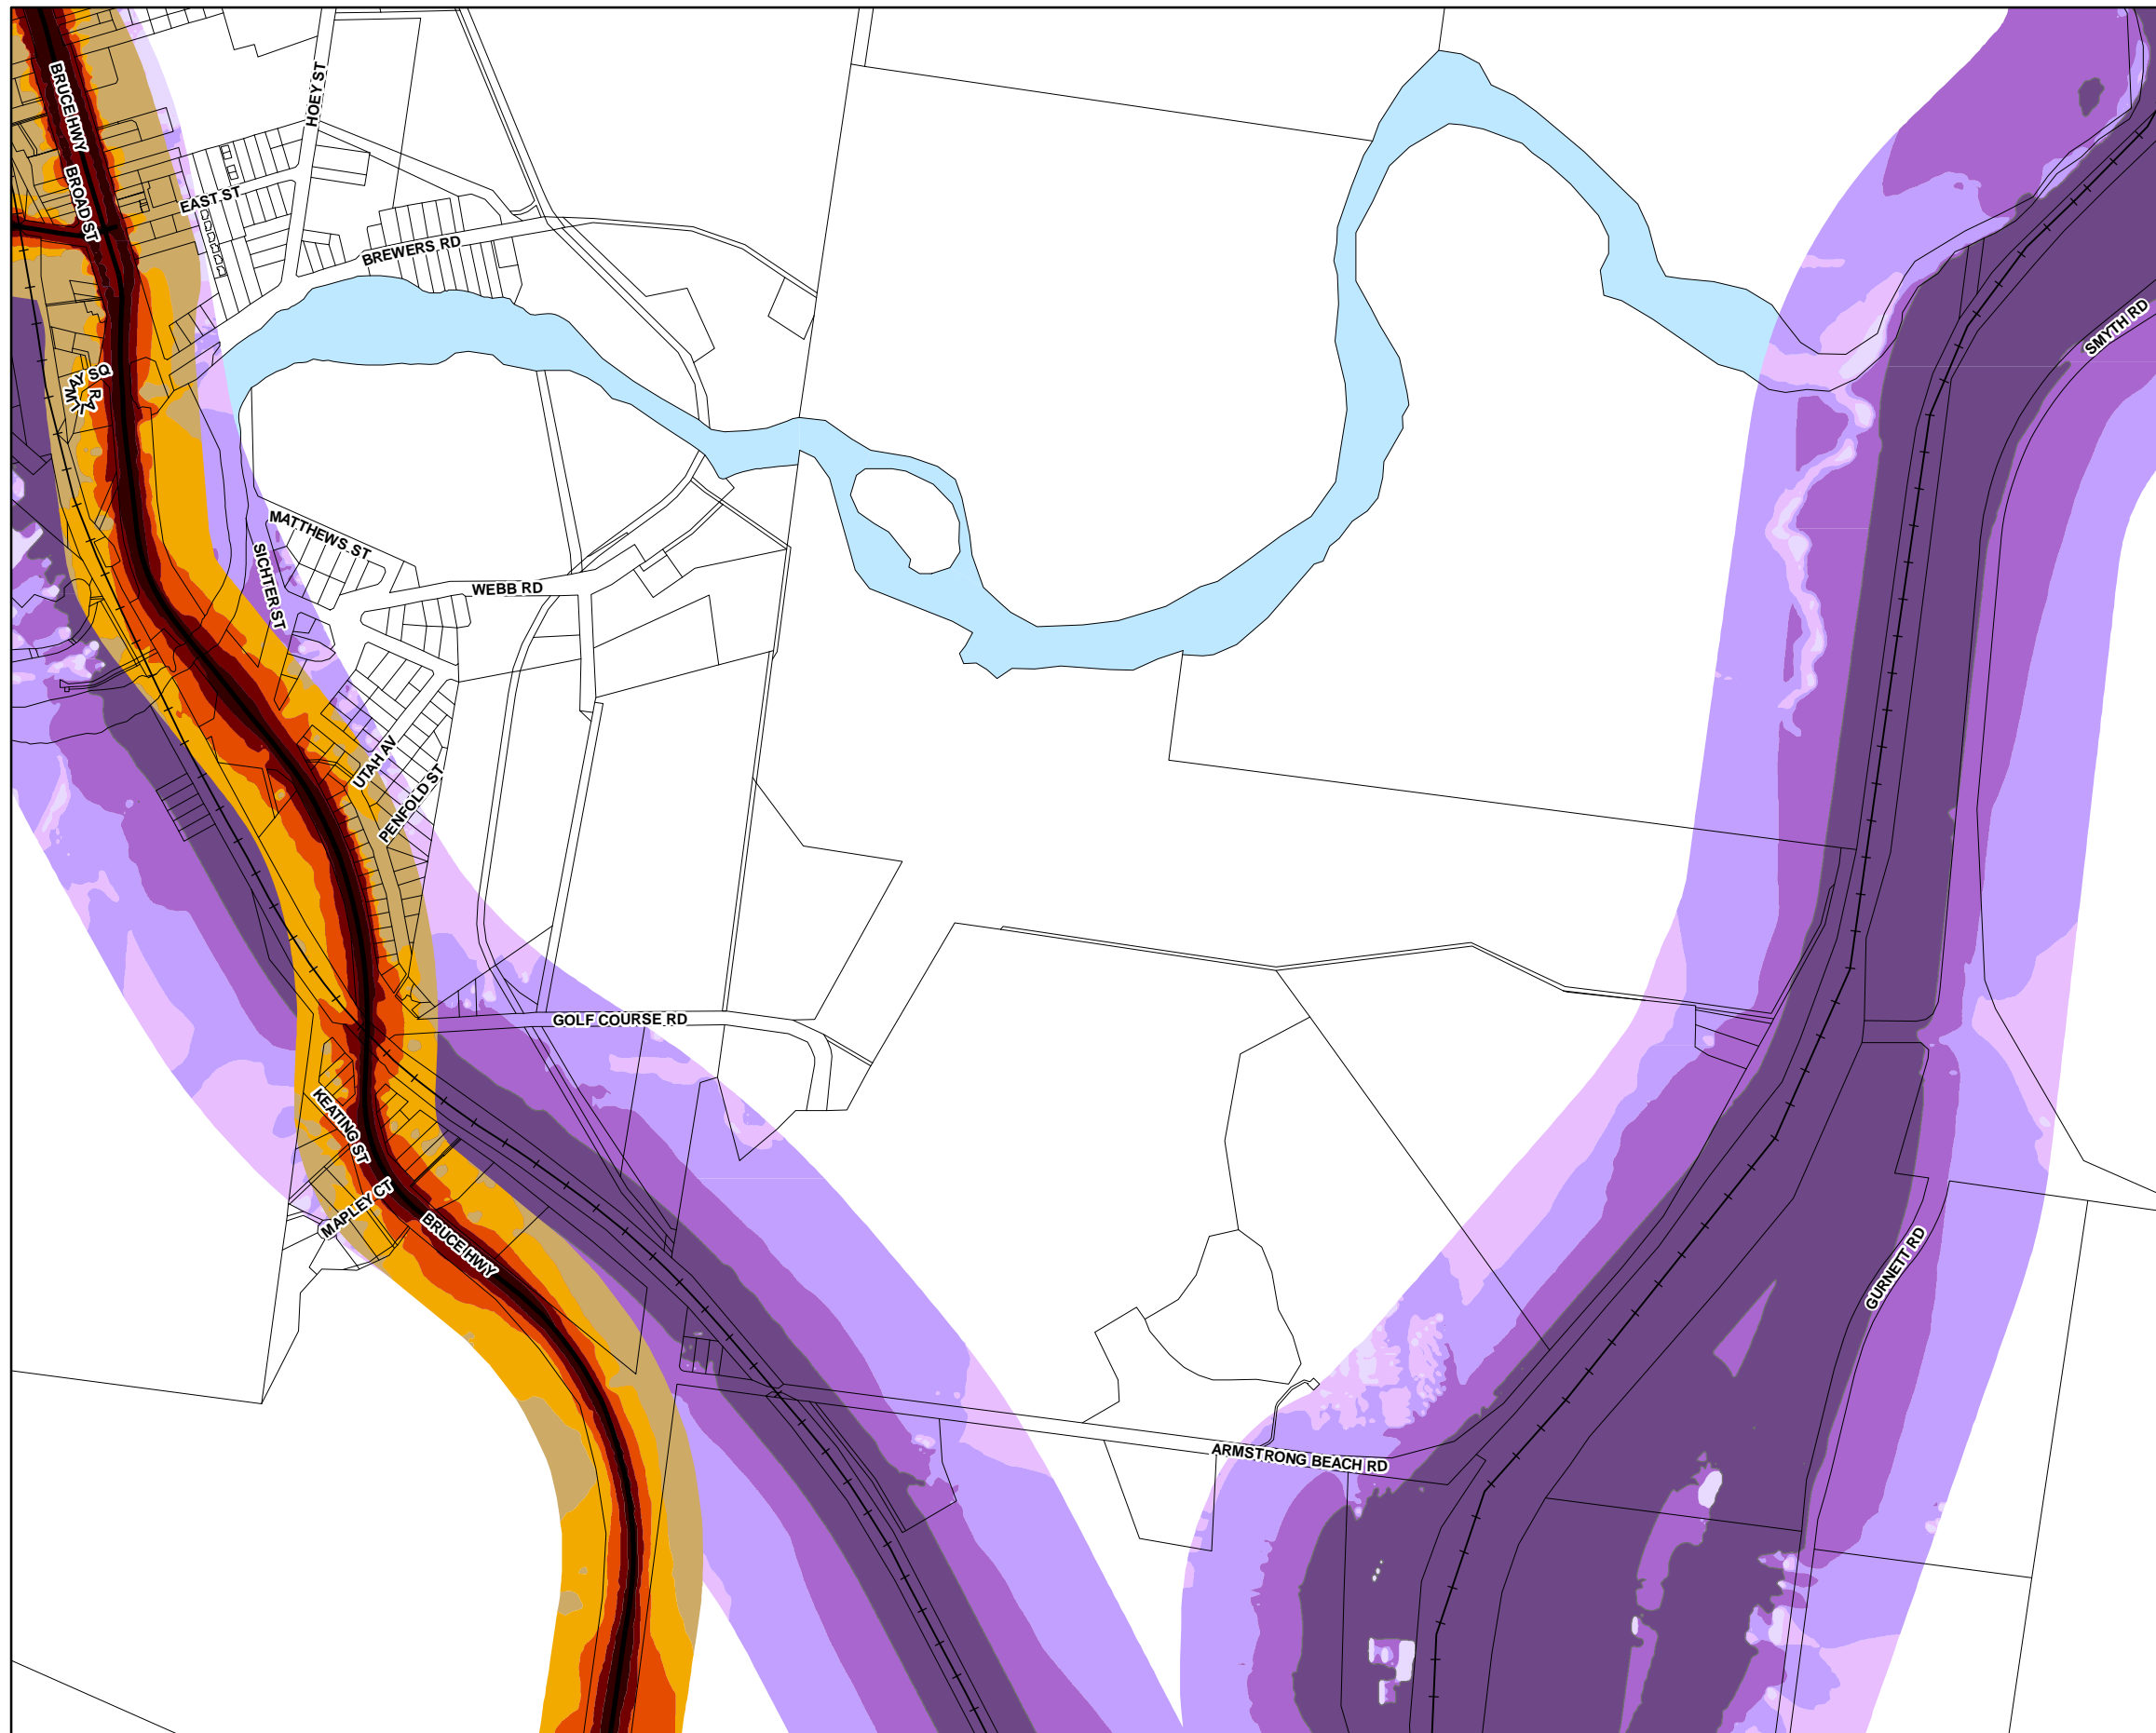 BRUCE HWY
HOEY ST
BROAD ST
EAST ST
BREWERS RD
SMYTH RD
MATTHEWS ST
SICHTER ST
WEBB RD
UTAH AV
PENFOLD ST
GOLF COURSE RD
KEATING ST
MAPLEY CT
BRUCE HWY
GURNETT RD
ARMSTRONG BEACH RD